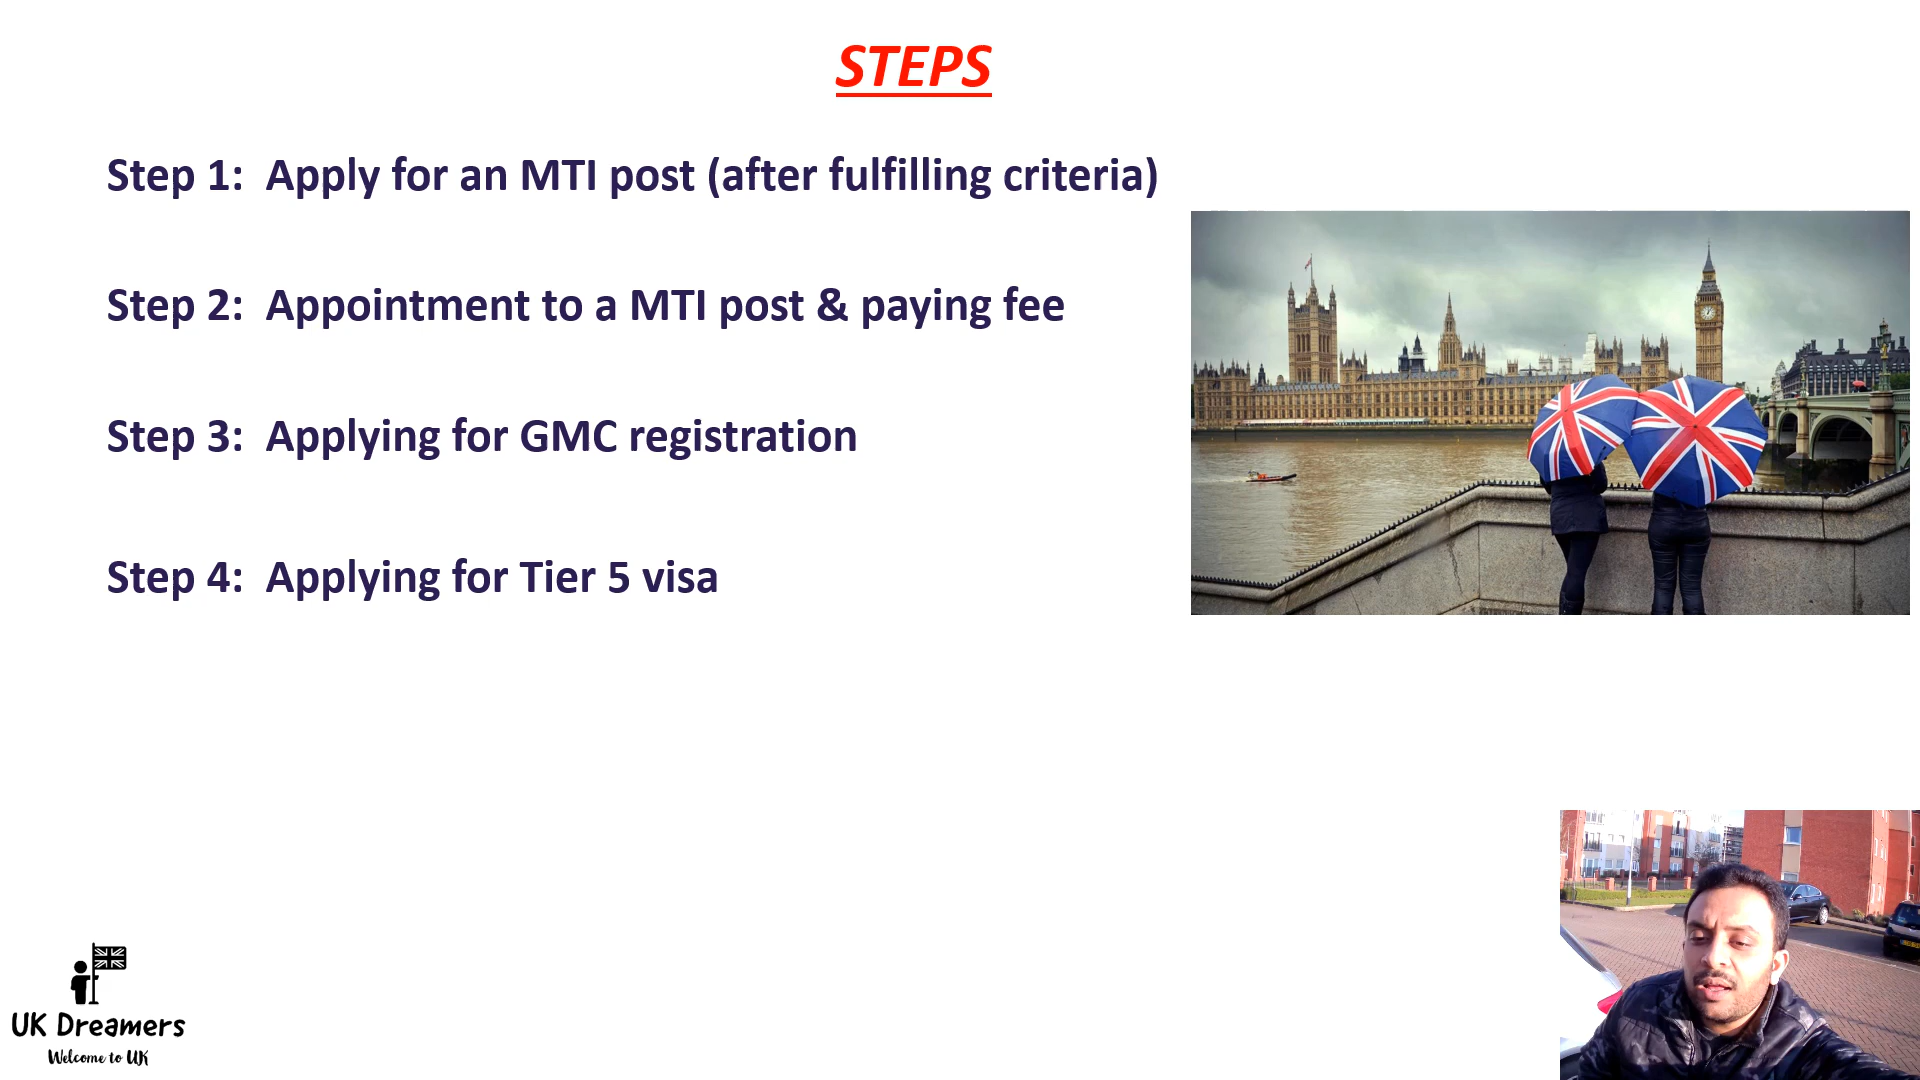 STEPS
Step 1: Apply for an MTI post (after fulfilling criteria)
Step 2: Appointment to a MTI post & paying fee
Step 3: Applying for GMC registration
Step 4: Applying for Tier 5 visa
UK Dreamers
Welcome to UK